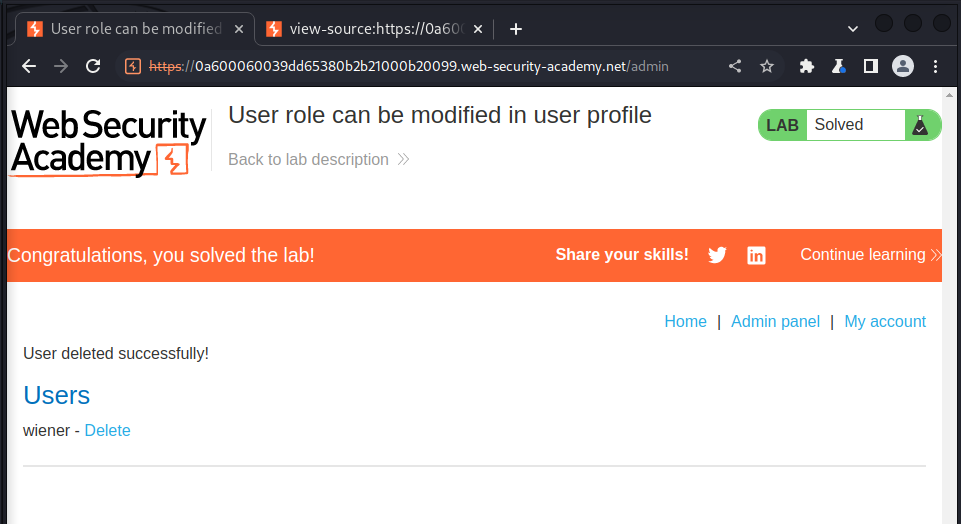 User role can be modified
view-source:https://0a60
https://0a600060039dd65380b2b21000b20099.web-security-academy.net/admin
Web Security
Academy
User role can be modified in user profile
Back to lab description
LAB Solved
Congratulations, you solved the lab!
Share your skills!
Continue learning
Home | Admin panel | My account
User deleted successfully!
Users
wiener - Delete